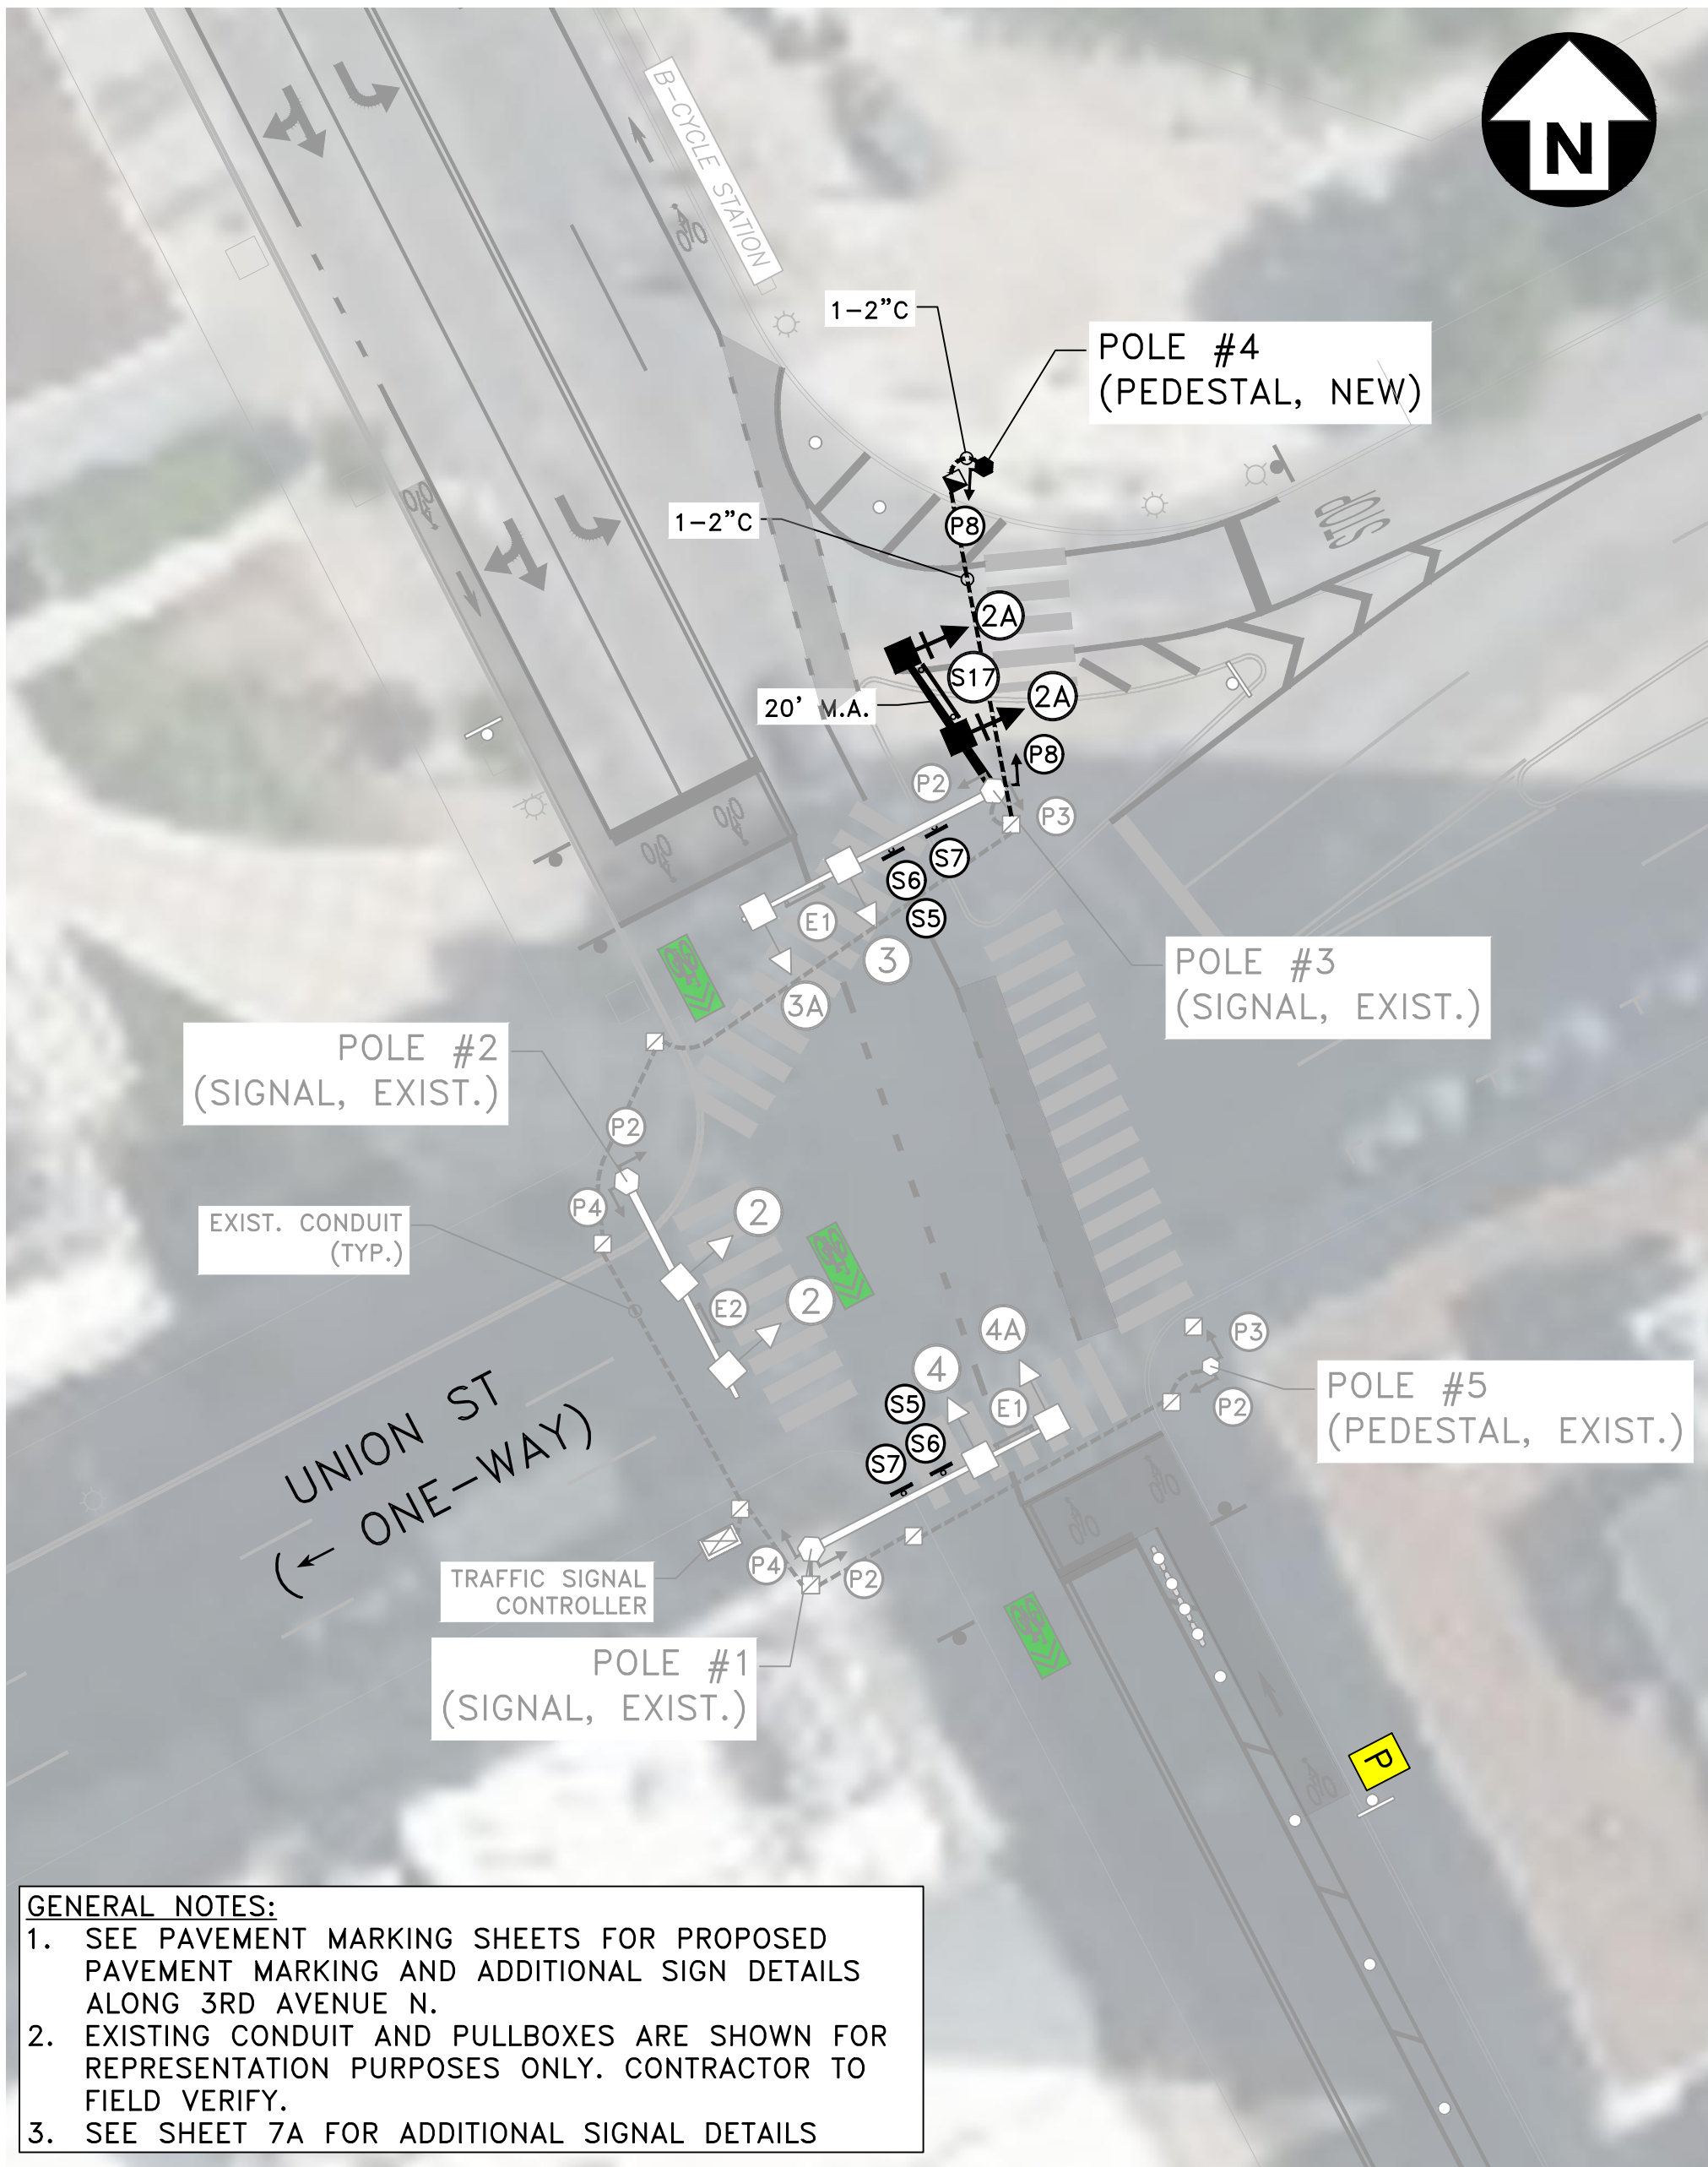 N
B-CYCLE STATION
1-2"C
POLE #4
(PEDESTAL, NEW)
STOP
1-2"C
P8
2A
S17
2A
20' M.A.
P8
P2
P3
S7
S6
S5
E1
3
3A
POLE #3
(SIGNAL, EXIST.)
POLE #2
(SIGNAL, EXIST.)
P2
P4
2
EXIST. CONDUIT
(TYP.)
E2
2
4A
P3
4
S5
E1
P2
S6
S7
POLE #5
(PEDESTAL, EXIST.)
UNION ST
(← ONE-WAY)
P4
P2
TRAFFIC SIGNAL
CONTROLLER
POLE #1
(SIGNAL, EXIST.)
P
GENERAL NOTES:
1. SEE PAVEMENT MARKING SHEETS FOR PROPOSED
PAVEMENT MARKING AND ADDITIONAL SIGN DETAILS
ALONG 3RD AVENUE N.
2. EXISTING CONDUIT AND PULLBOXES ARE SHOWN FOR
REPRESENTATION PURPOSES ONLY. CONTRACTOR TO
FIELD VERIFY.
3. SEE SHEET 7A FOR ADDITIONAL SIGNAL DETAILS